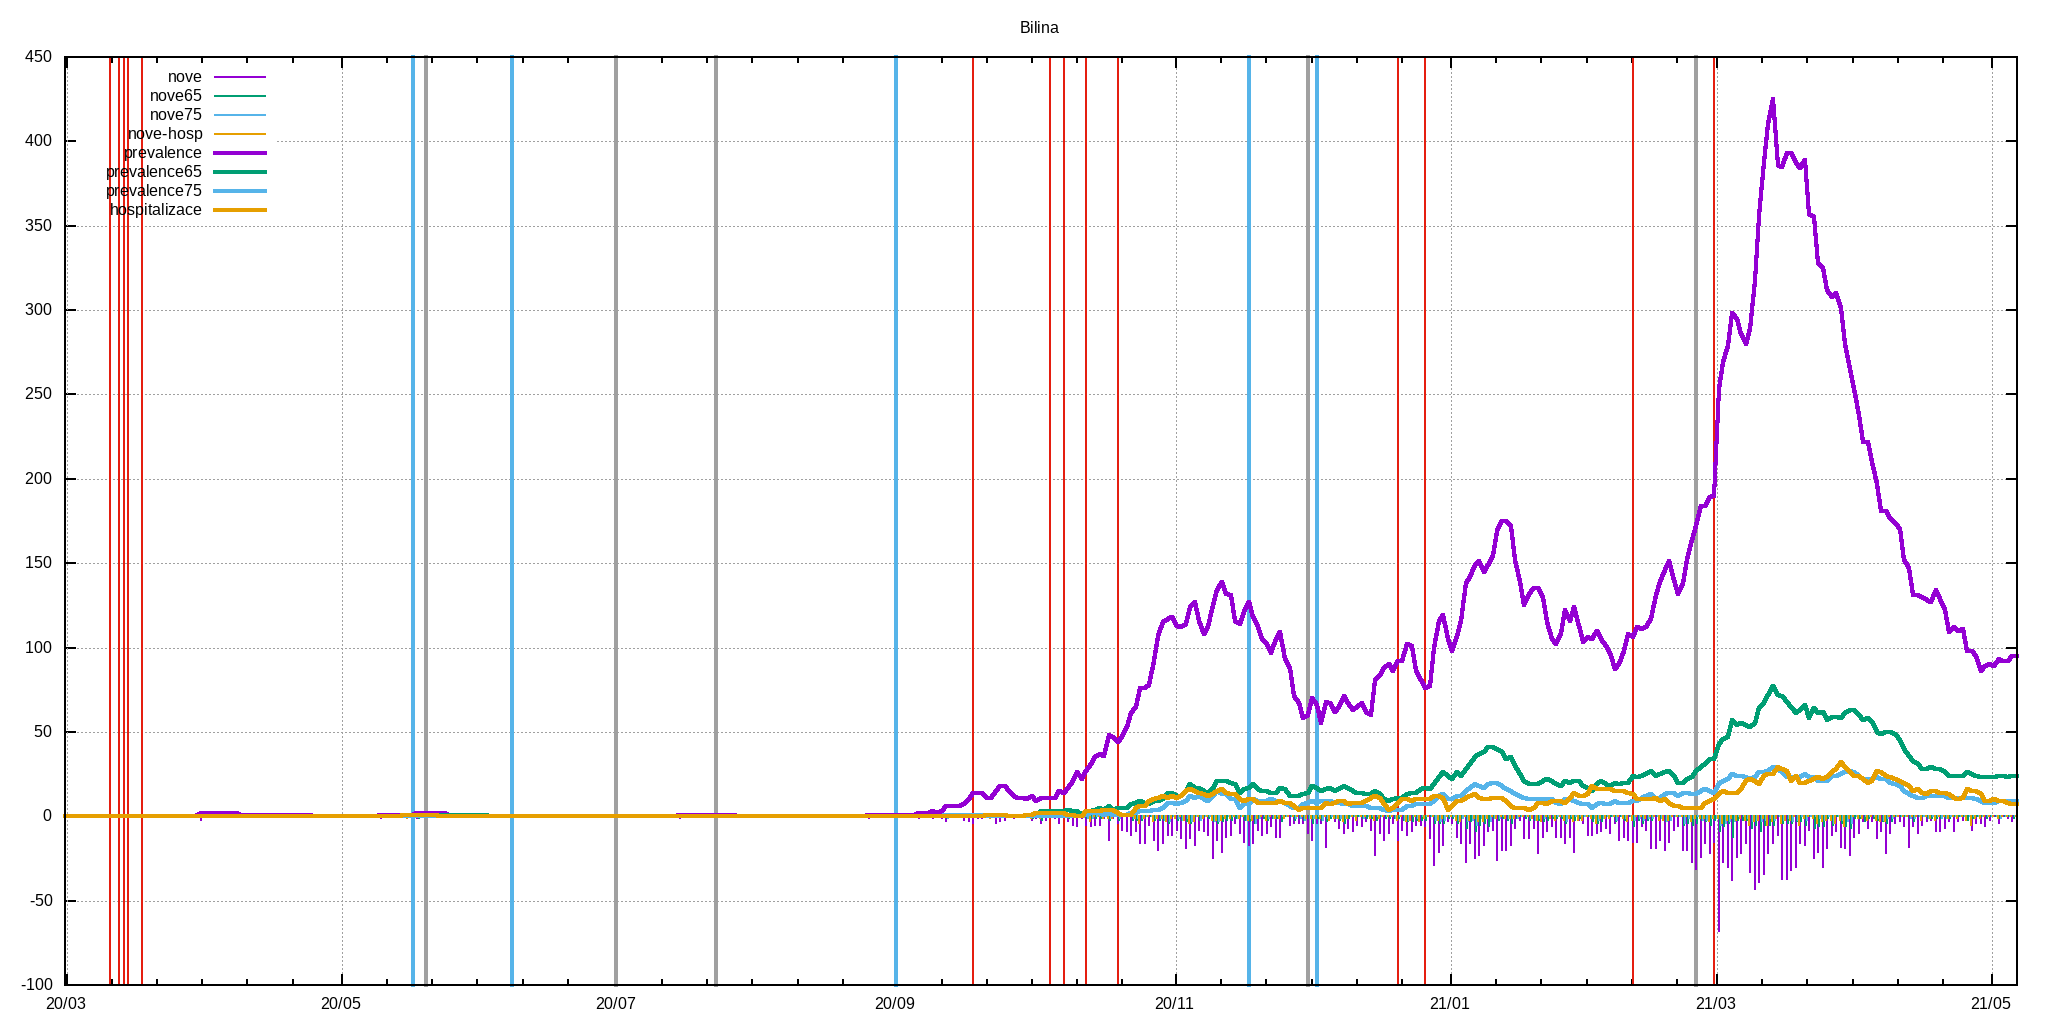 Bilina
450
400
350
300
250
200
150
100
50
0
-50
-100
nove
nove65
nove75
nove-hosp
prevalence
prevalence65
prevalence75
hospitalizace
20/03 20/05 20/07 20/09 20/11 21/01 21/03 21/05